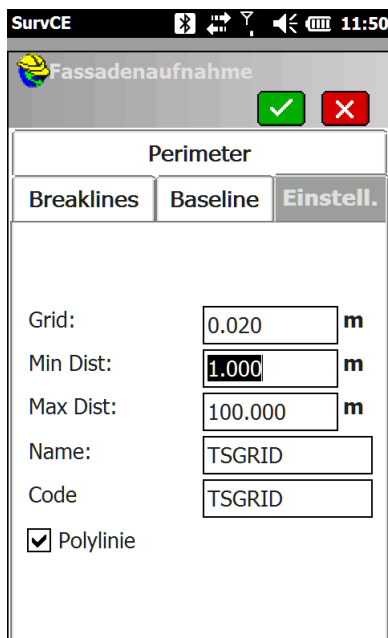 SurvCE 11:50
Fassadenaufnahme
Perimeter
Breaklines Baseline Einstell.
Grid: 0.020 m
Min Dist: 1.000 m
Max Dist: 100.000 m
Name: TSGRID
Code TSGRID
Polylinie